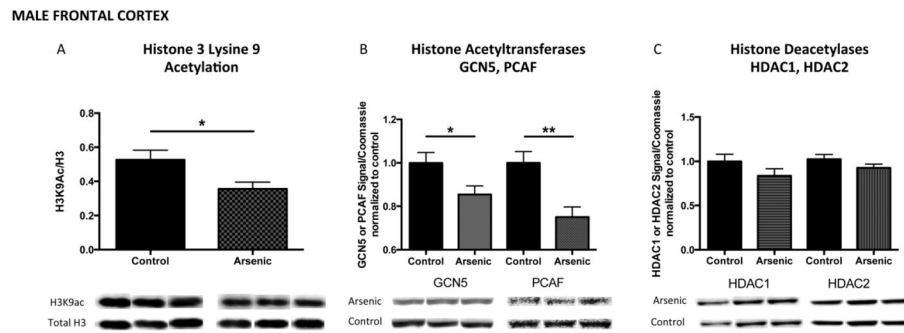 MALE FRONTAL CORTEX
A
Histone 3 Lysine 9
Acetylation
H3K9Ac/H3
0.8
0.6
0.4
0.2
0.0
*
Control
Arsenic
H3K9ac
Total H3
B
Histone Acetyltransferases
GCN5, PCAF
GCN5 or PCAF Signal/Coomassie
normalized to control
1.2
1.0
0.8
0.6
*
**
Control
Arsenic
Control
Arsenic
GCN5
PCAF
Arsenic
Control
C
Histone Deacetylases
HDAC1, HDAC2
HDAC1 or HDAC2 Signal/Coomassie
normalized to control
1.5
1.0
0.5
0.0
Control
Arsenic
Control
Arsenic
HDAC1
HDAC2
Arsenic
Control